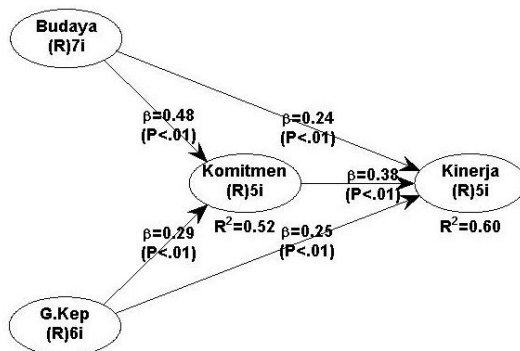 Budaya
(R)7i
β=0.48
(P<.01)
β=0.24
(P<.01)
Komitmen
(R)5i
R²=0.52
β=0.38
(P<.01)
Kinerja
(R)5i
R²=0.60
β=0.29
(P<.01)
β=0.25
(P<.01)
G.Kep
(R)6i